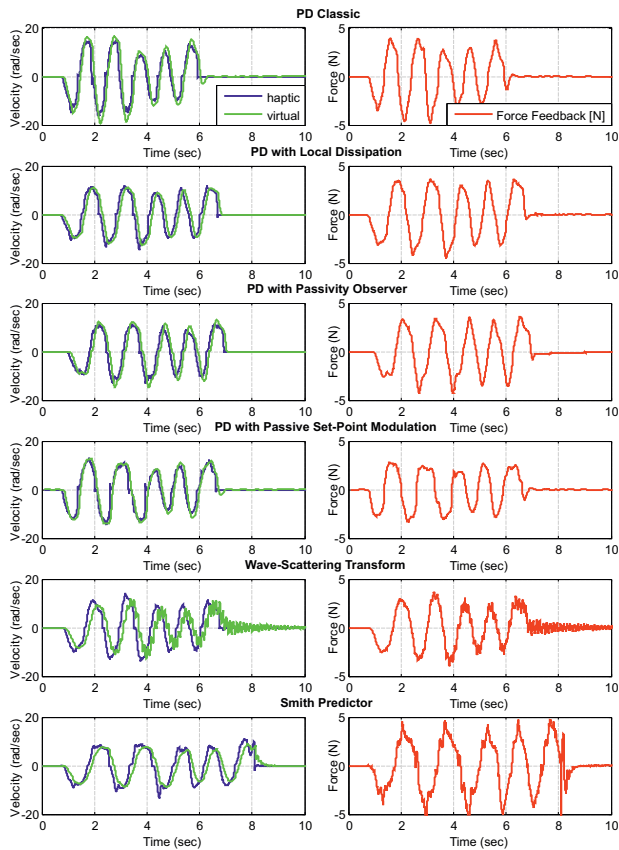 PD Classic
20
0
-20
Velocity (rad/sec)
haptic
virtual
0 2 4 6 8 10
Time (sec)
5
0
-5
Force (N)
Force Feedback [N]
0 2 4 6 8 10
Time (sec)
PD with Local Dissipation
20
0
-20
Velocity (rad/sec)
0 2 4 6 8 10
Time (sec)
5
0
-5
Force (N)
0 2 4 6 8 10
Time (sec)
PD with Passivity Observer
20
0
-20
Velocity (rad/sec)
0 2 4 6 8 10
Time (sec)
5
0
-5
Force (N)
0 2 4 6 8 10
Time (sec)
PD with Passive Set-Point Modulation
20
0
-20
Velocity (rad/sec)
0 2 4 6 8 10
Time (sec)
5
0
-5
Force (N)
0 2 4 6 8 10
Time (sec)
Wave-Scattering Transform
20
0
-20
Velocity (rad/sec)
0 2 4 6 8 10
Time (sec)
5
0
-5
Force (N)
0 2 4 6 8 10
Time (sec)
Smith Predictor
20
0
-20
Velocity (rad/sec)
0 2 4 6 8 10
Time (sec)
5
0
-5
Force (N)
0 2 4 6 8 10
Time (sec)